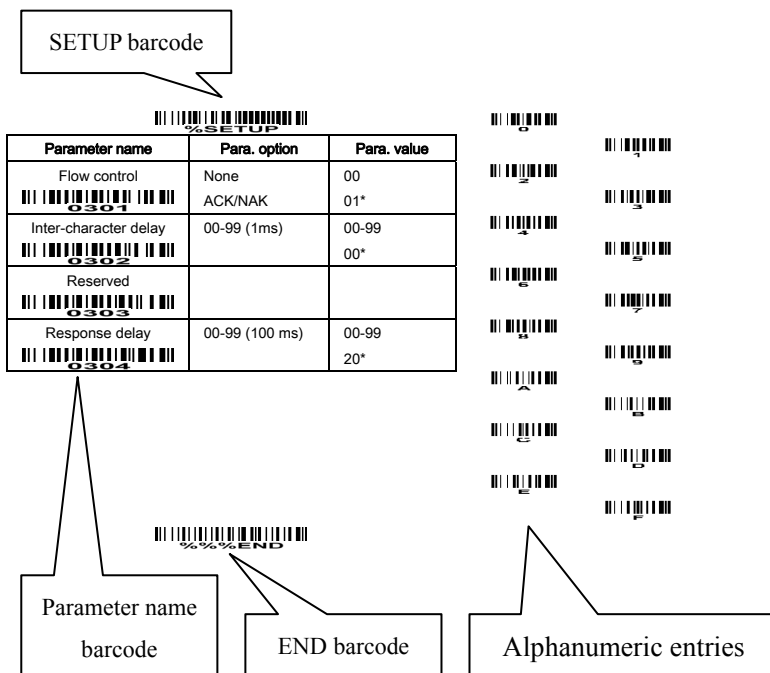 SETUP barcode
%SETUP
Parameter name Para. option Para. value
Flow control None 00
0301 ACK/NAK 01*
Inter-character delay 00-99 (1ms) 00-99
0302 00*
Reserved
0303
Response delay 00-99 (100 ms) 00-99
0304 20*
0
1
2
3
4
5
6
7
8
9
A
B
C
D
E
F
%%%END
Parameter name
barcode
END barcode
Alphanumeric entries